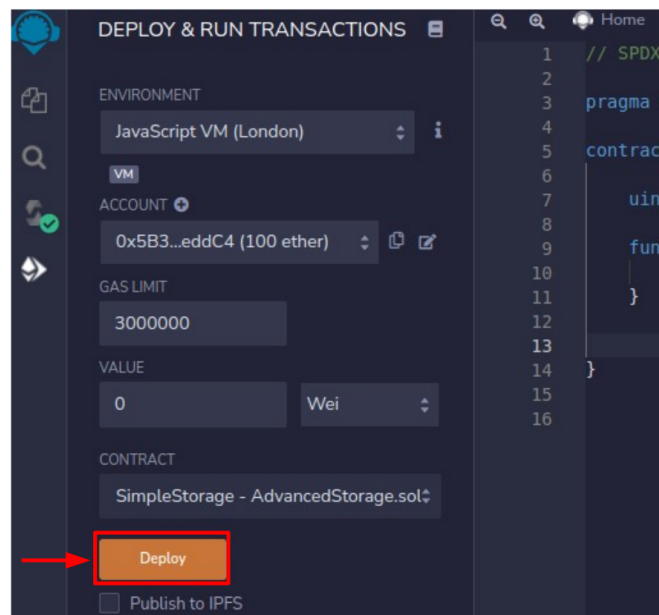 DEPLOY & RUN TRANSACTIONS
ENVIRONMENT
JavaScript VM (London)
VM
ACCOUNT
0x5B3...eddC4 (100 ether)
GAS LIMIT
3000000
VALUE
0 Wei
CONTRACT
SimpleStorage - AdvancedStorage.sol
Deploy
Publish to IPFS
Home
1 // SPDX
2
3 pragma
4
5 contrac
6
7 uin
8
9 fun
10
11 }
12
13
14 }
15
16